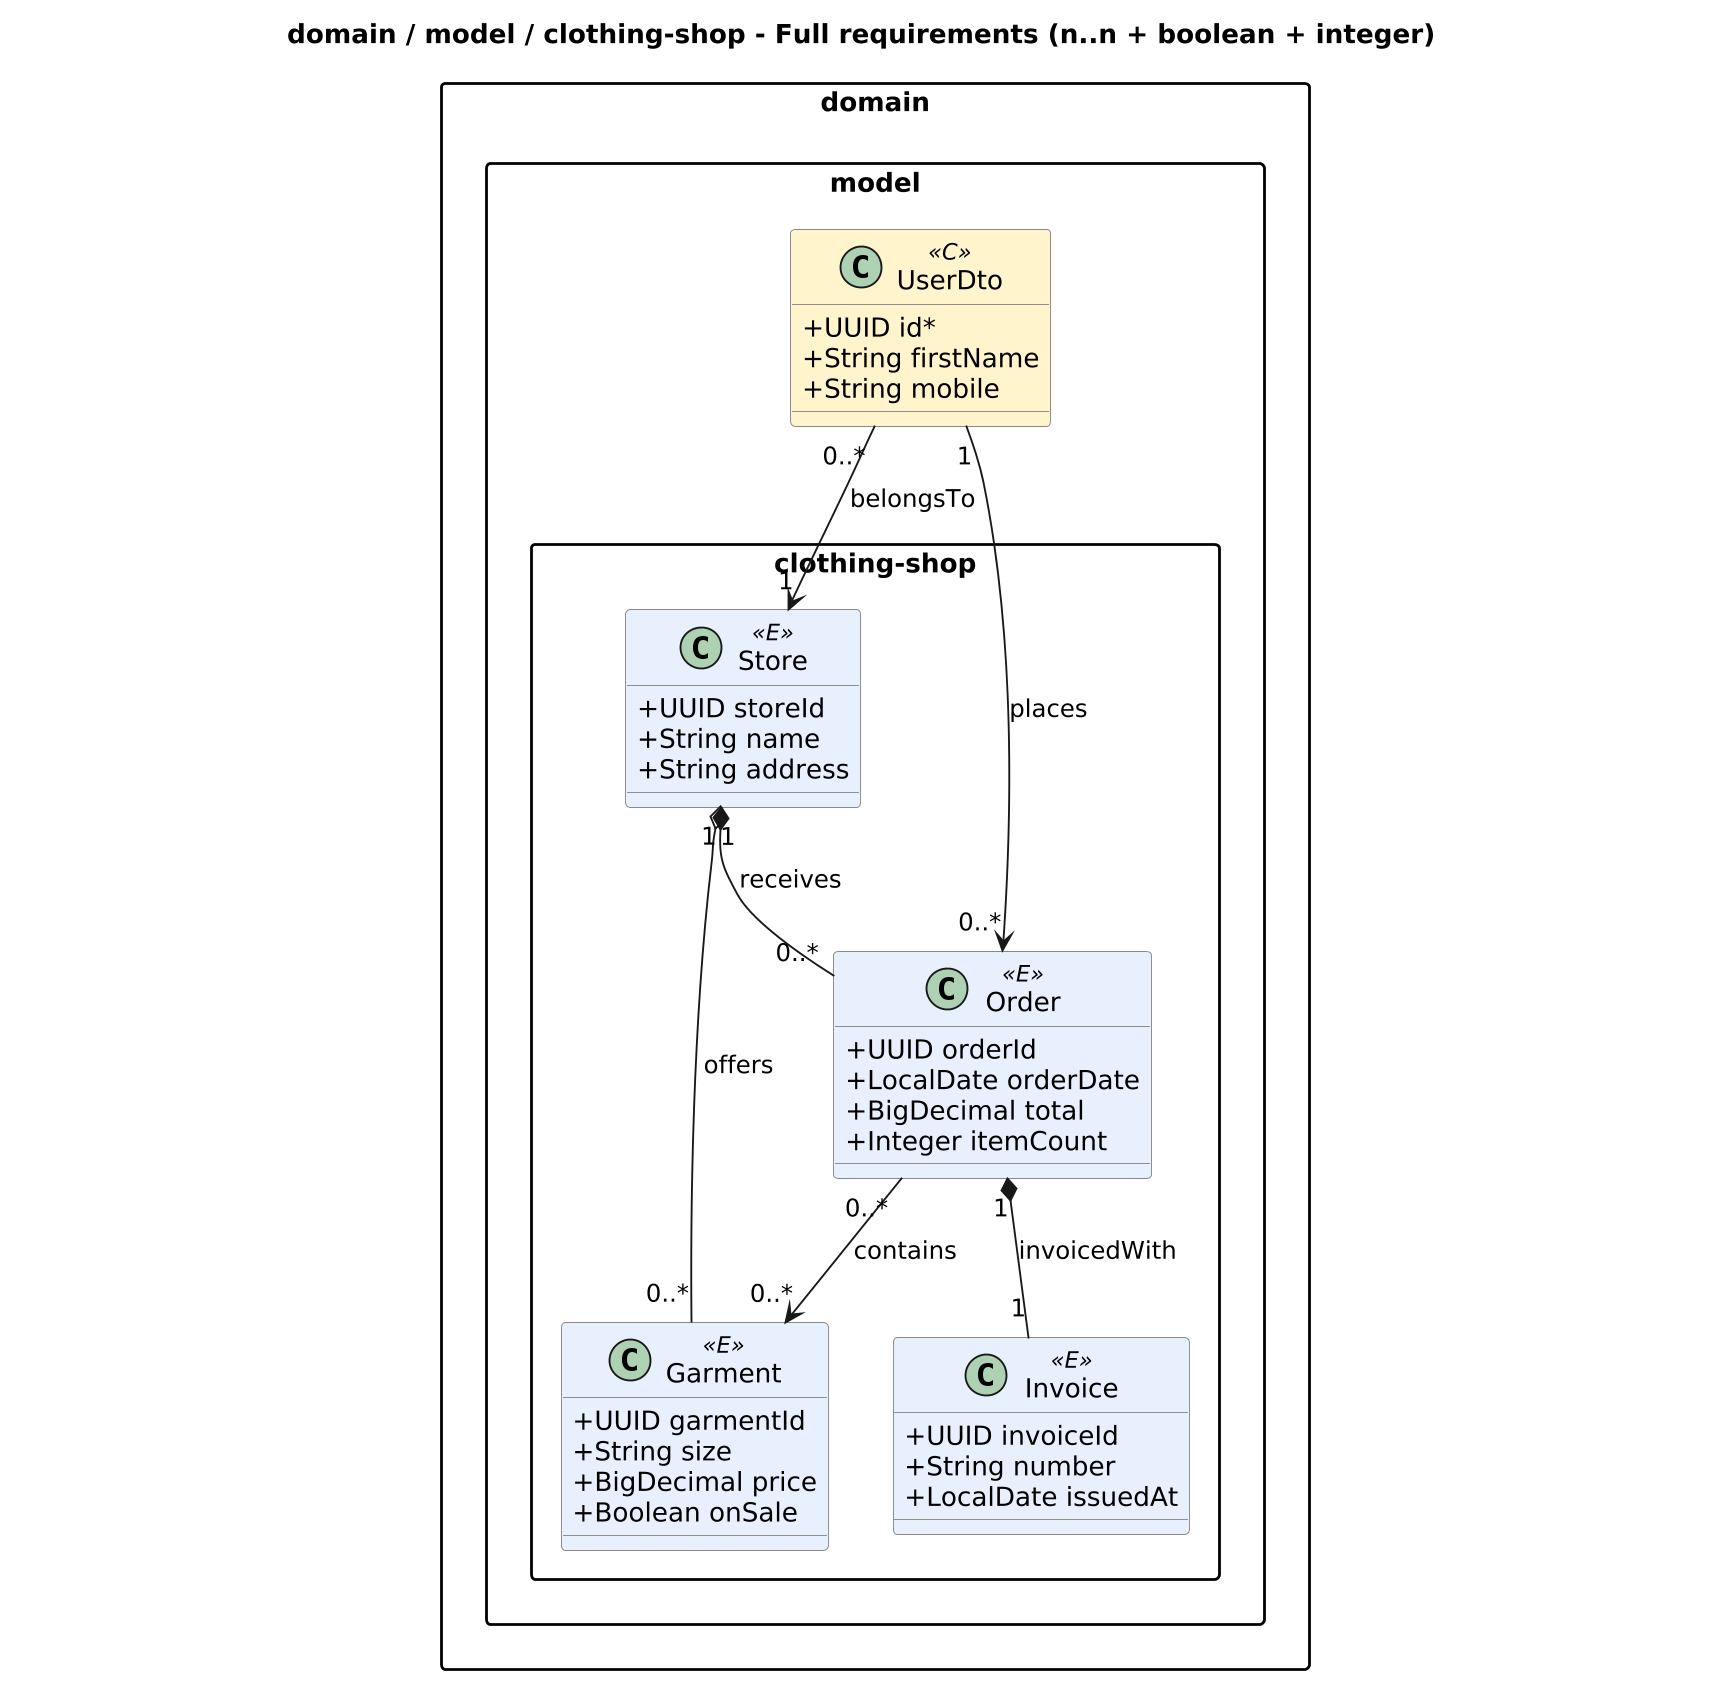 domain / model / clothing-shop - Full requirements (n..n + boolean + integer)
domain
model
C
«C»
UserDto
+UUID id*
+String firstName
+String mobile
0..*
1
belongsTo
clothing-shop
1
C
«E»
Store
+UUID storeId
+String name
+String address
places
1
1
receives
0..*
0..*
C
«E»
Order
+UUID orderId
+LocalDate orderDate
+BigDecimal total
+Integer itemCount
offers
0..*
1
contains
invoicedWith
0..*
0..*
1
C
«E»
Garment
+UUID garmentId
+String size
+BigDecimal price
+Boolean onSale
C
«E»
Invoice
+UUID invoiceId
+String number
+LocalDate issuedAt